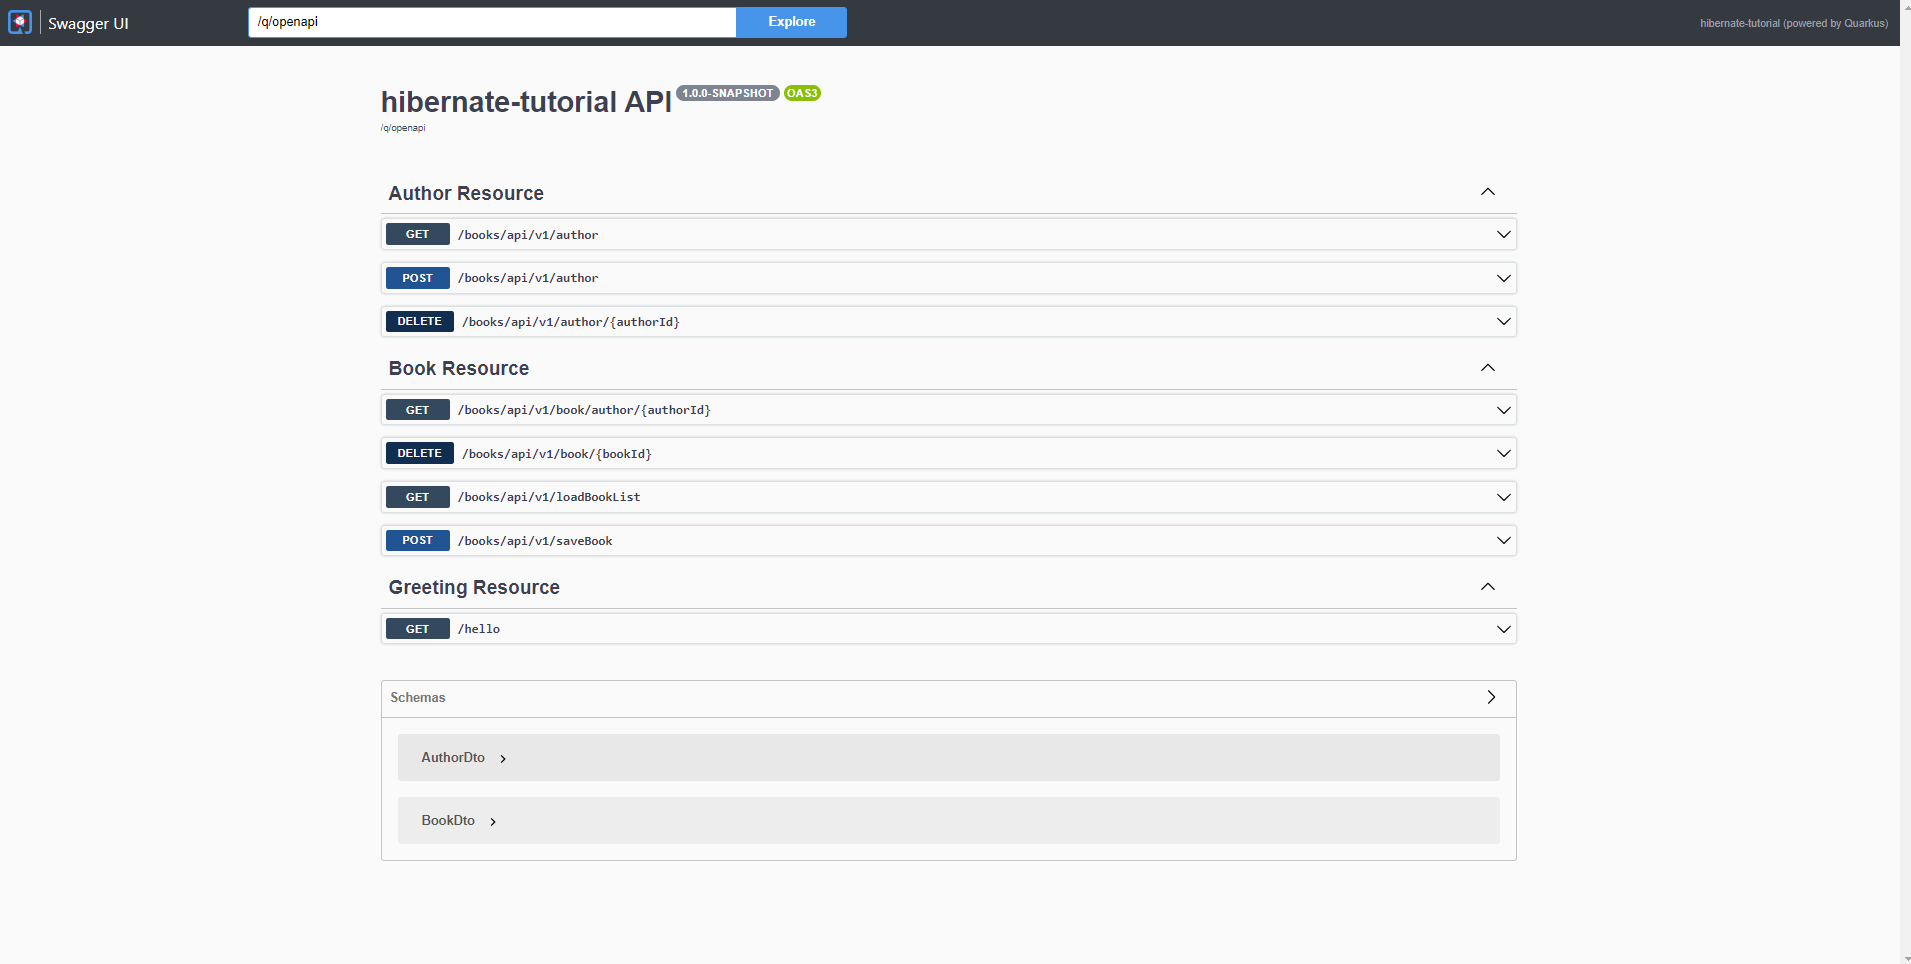 Swagger UI
/q/openapi
Explore
hibernate-tutorial (powered by Quarkus)
hibernate-tutorial API 1.0.0-SNAPSHOT OAS3
/q/openapi
Author Resource
GET /books/api/v1/author
POST /books/api/v1/author
DELETE /books/api/v1/author/{authorId}
Book Resource
GET /books/api/v1/book/author/{authorId}
DELETE /books/api/v1/book/{bookId}
GET /books/api/v1/loadBookList
POST /books/api/v1/saveBook
Greeting Resource
GET /hello
Schemas
AuthorDto
BookDto